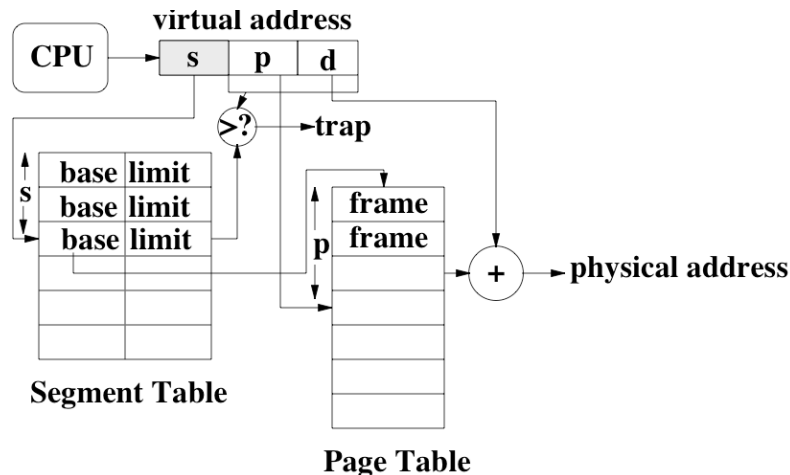 virtual address
CPU
s p d
>?
trap
s
base limit
base limit
base limit
frame
frame
p
+
physical address
Segment Table
Page Table